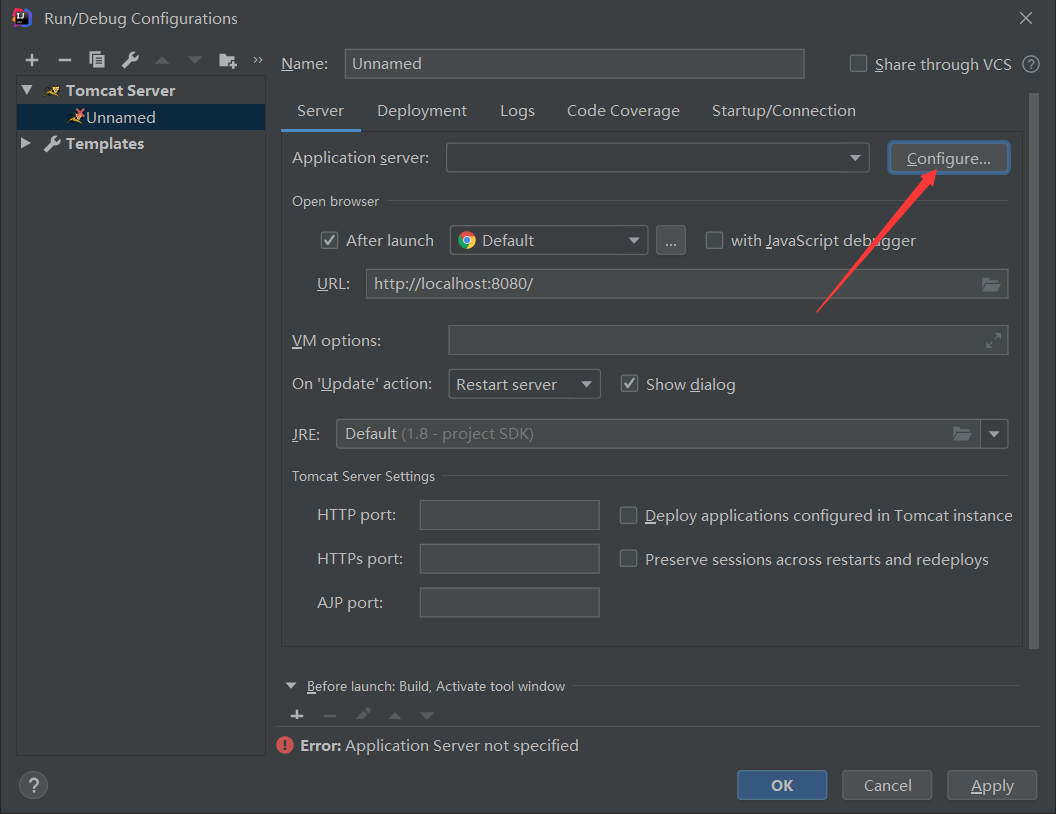 Run/Debug Configurations
Name: Unnamed
Share through VCS
Tomcat Server
Unnamed
Templates
Server Deployment Logs Code Coverage Startup/Connection
Application server: Configure...
Open browser
After launch Default ... with JavaScript debugger
URL: http://localhost:8080/
VM options:
On 'Update' action: Restart server Show dialog
JRE: Default (1.8 - project SDK)
Tomcat Server Settings
HTTP port: Deploy applications configured in Tomcat instance
HTTPs port: Preserve sessions across restarts and redeploys
AJP port:
Before launch: Build, Activate tool window
Error: Application Server not specified
? OK Cancel Apply